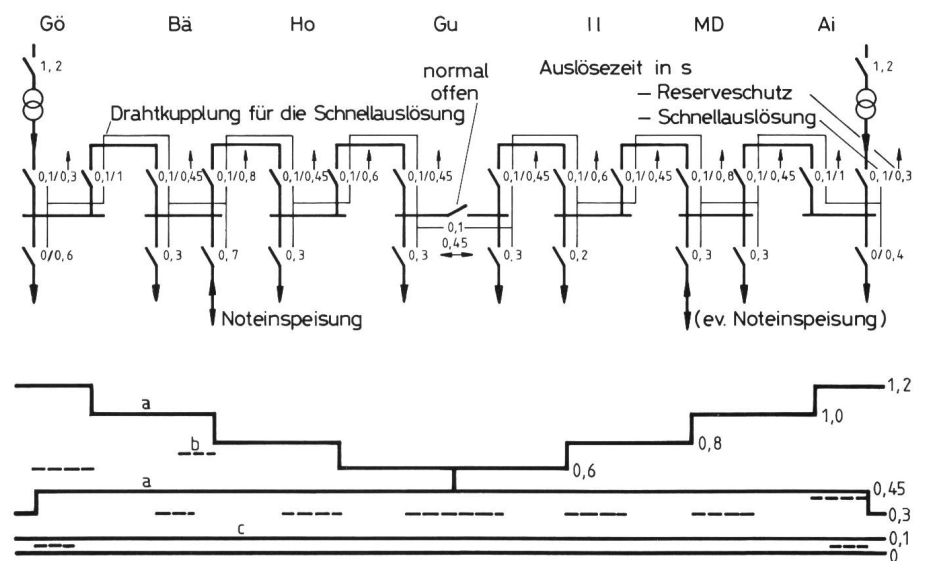 Gö Bä Ho Gu Il MD Ai
1,2
normal
offen
Auslösezeit in s
1,2
– Reserveschutz
Drahtkupplung für die Schnellauslösung
– Schnellauslösung
0,1/0,3 0,1/1 0,1/0,45 0,1/0,8 0,1/0,45 0,1/0,6 0,1/0,45 0,1/0,45 0,1/0,6 0,1/0,45 0,1/0,8 0,1/0,45 0,1/1 0,1/0,3
0,1
0,45
0/0,6 0,3 0,7 0,3 0,3 0,3 0,2 0,3 0,3 0/0,4
Noteinspeisung
(ev. Noteinspeisung)
1,2
a
1,0
b
0,8
0,6
a
0,45
0,3
c
0,1
0